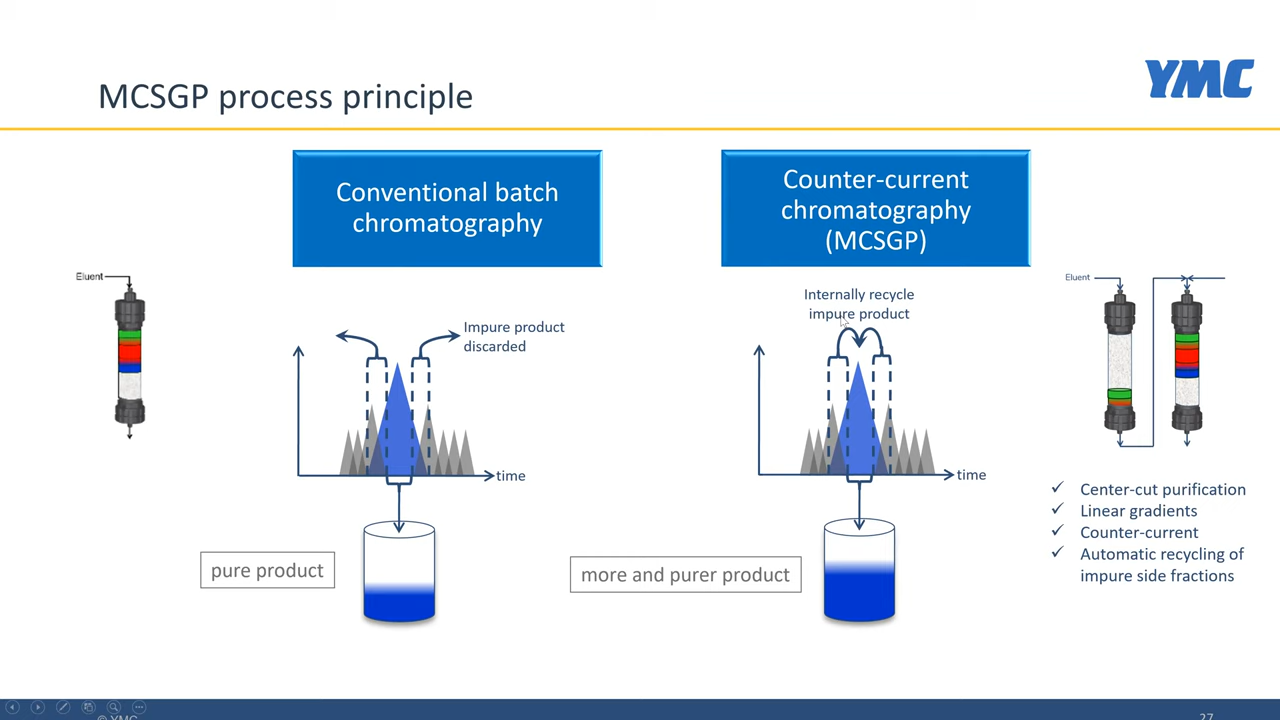 YMC
MCSGP process principle
Conventional batch
chromatography
Counter-current
chromatography
(MCSGP)
Eluent
Impure product
discarded
time
pure product
Internally recycle
impure product
time
more and purer product
Eluent
Center-cut purification
Linear gradients
Counter-current
Automatic recycling of
impure side fractions
© YMC
27